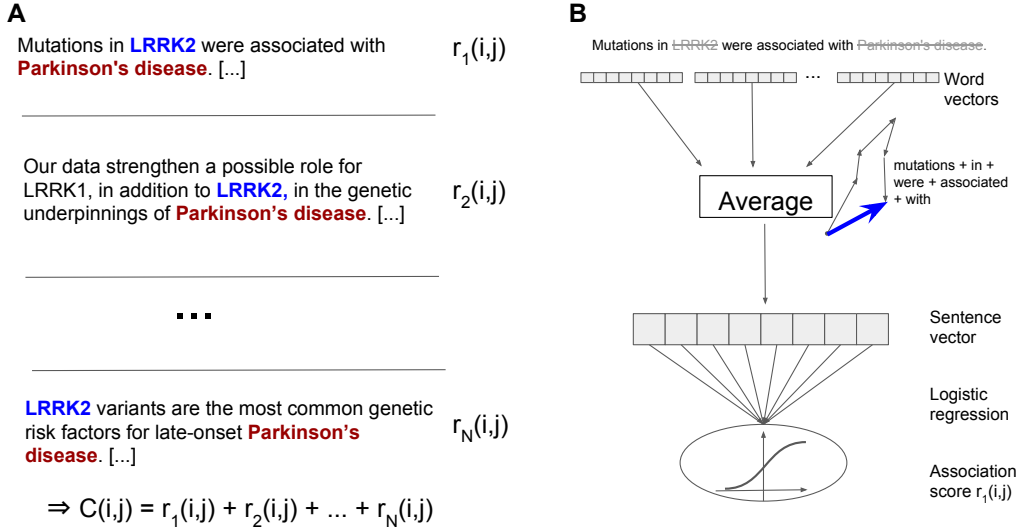 A
Mutations in LRRK2 were associated with
Parkinson's disease. [...]
r1(i,j)
Our data strengthen a possible role for
LRRK1, in addition to LRRK2, in the genetic
underpinnings of Parkinson’s disease. [...]
r2(i,j)
...
LRRK2 variants are the most common genetic
risk factors for late-onset Parkinson’s
disease. [...]
rN(i,j)
⇒ C(i,j) = r1(i,j) + r2(i,j) + ... + rN(i,j)
B
Mutations in LRRK2 were associated with Parkinson's disease.
...
Word
vectors
mutations + in +
were + associated
+ with
Average
Sentence
vector
Logistic
regression
Association
score r1(i,j)